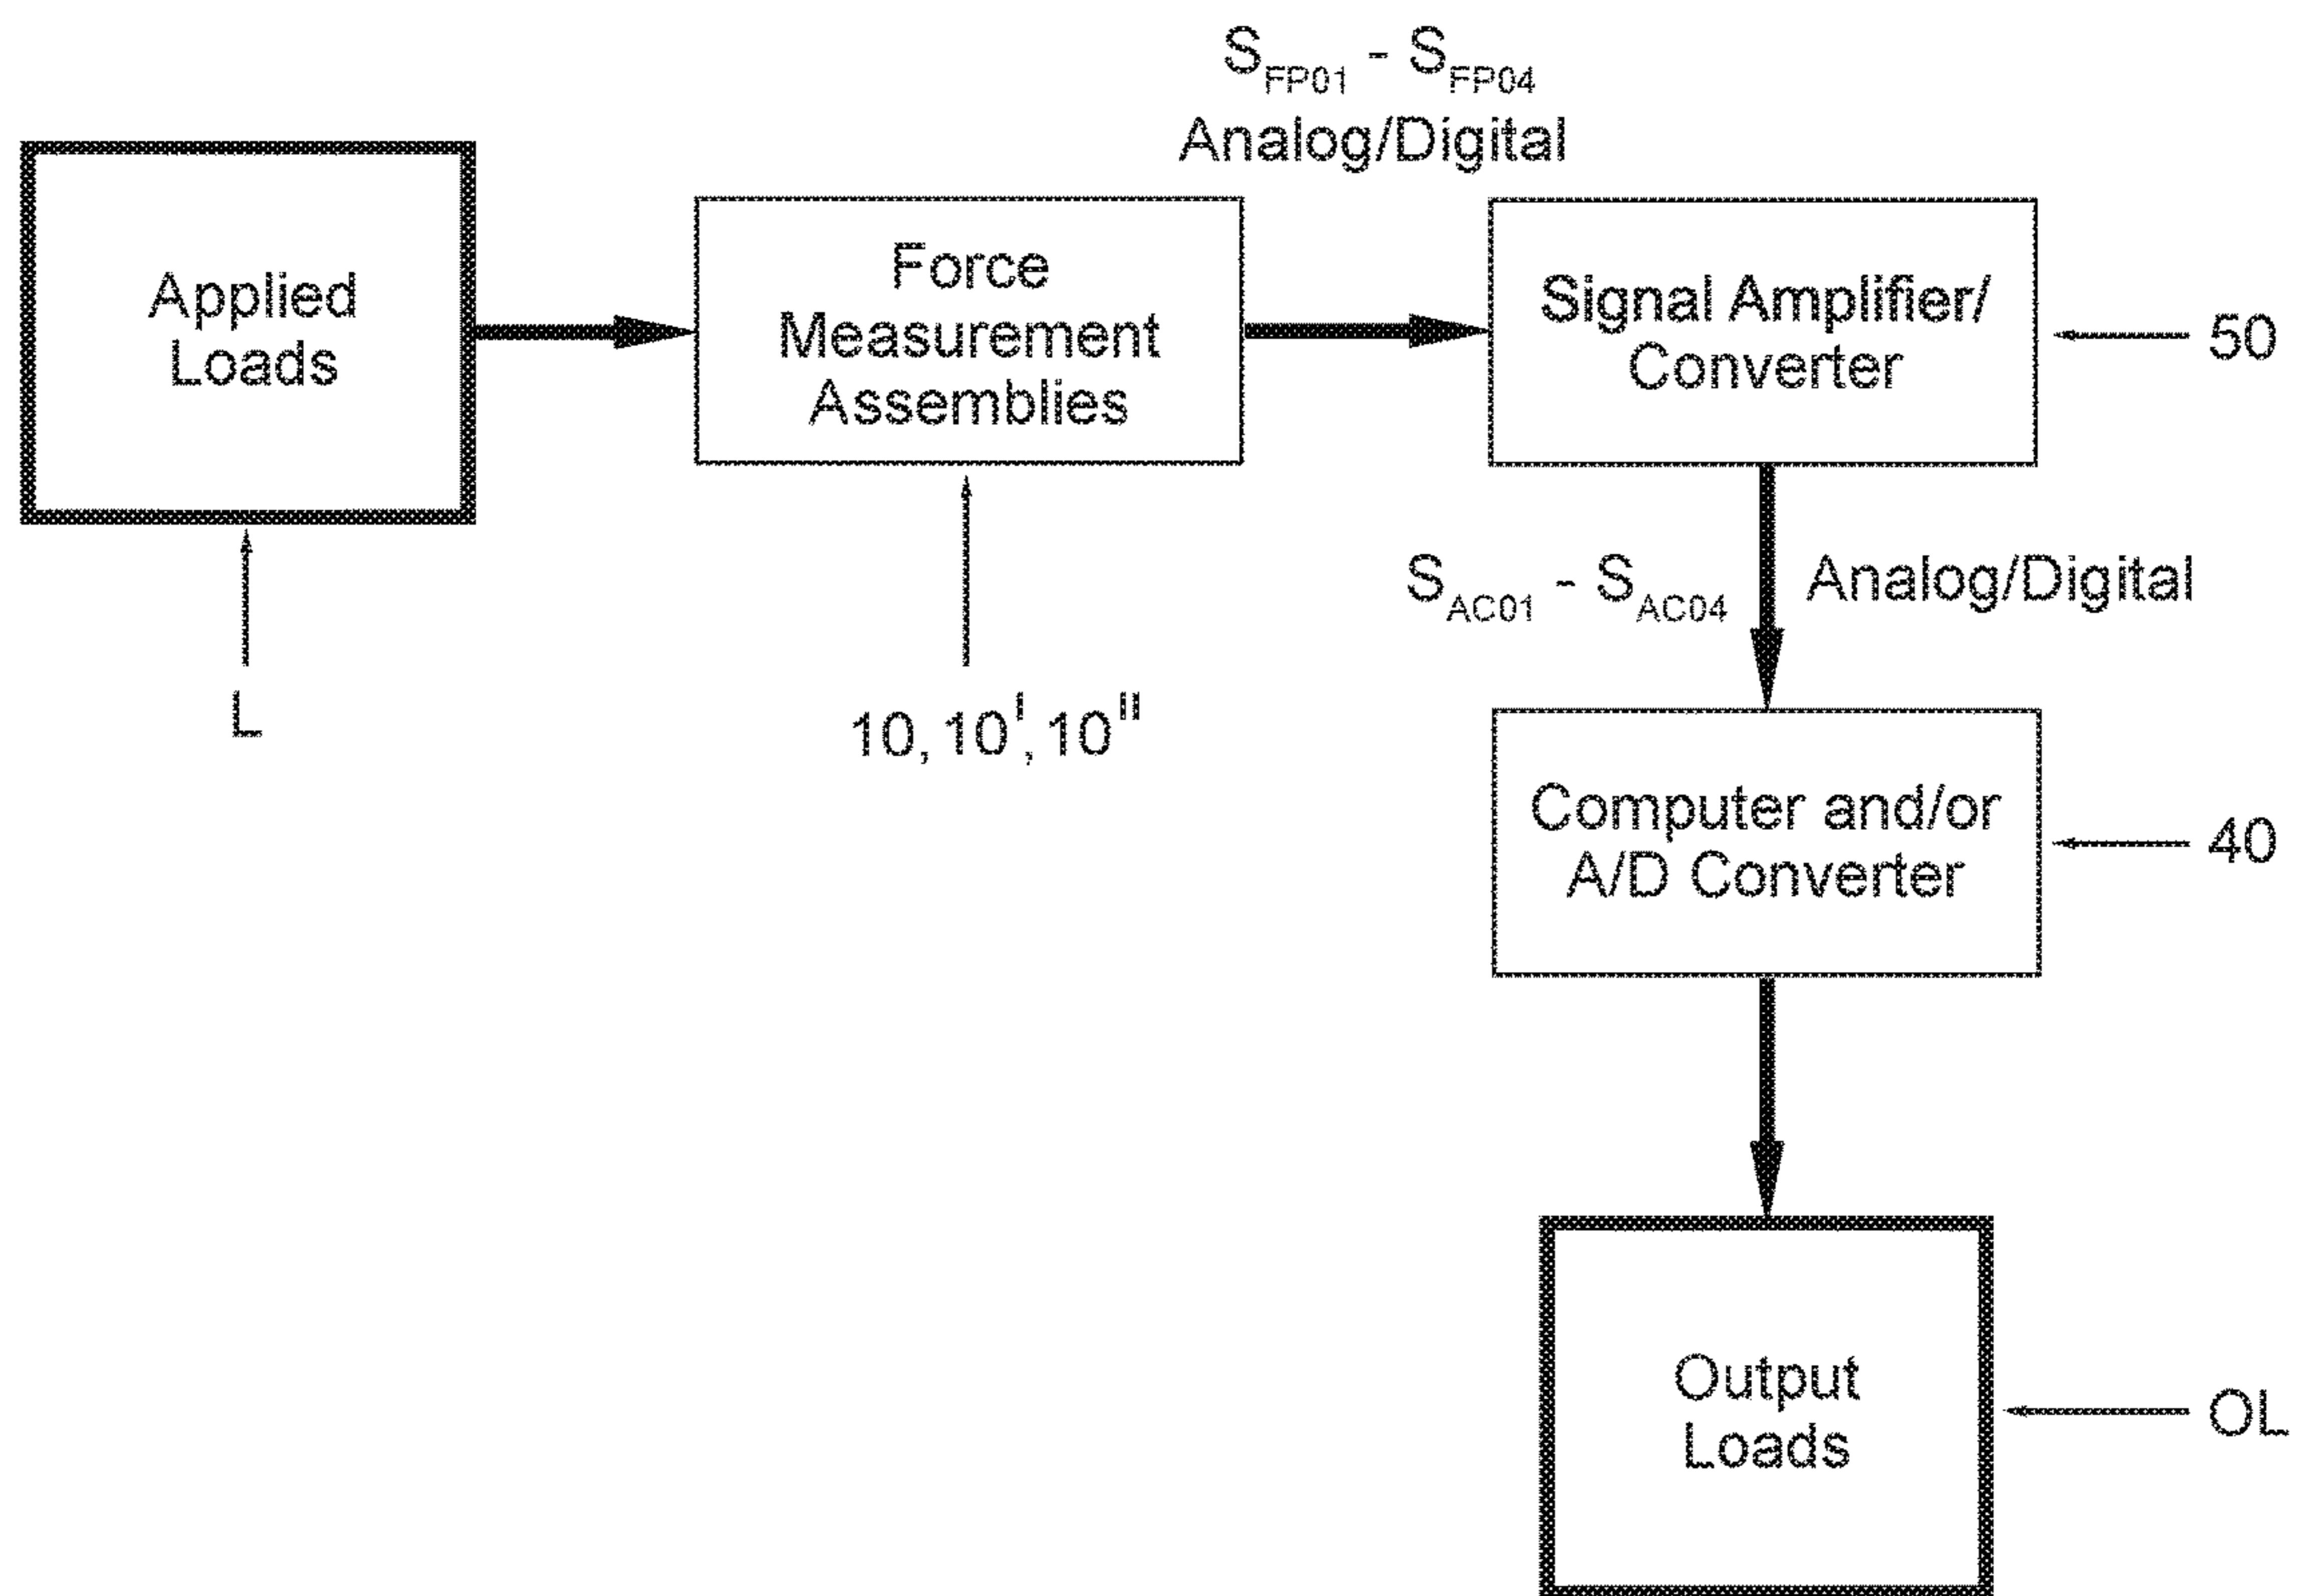 S_FP01 - S_FP04
Analog/Digital
Applied
Loads
Force
Measurement
Assemblies
Signal Amplifier/
Converter
50
S_AC01 - S_AC04 Analog/Digital
L
10, 10', 10"
Computer and/or
A/D Converter
40
Output
Loads
OL